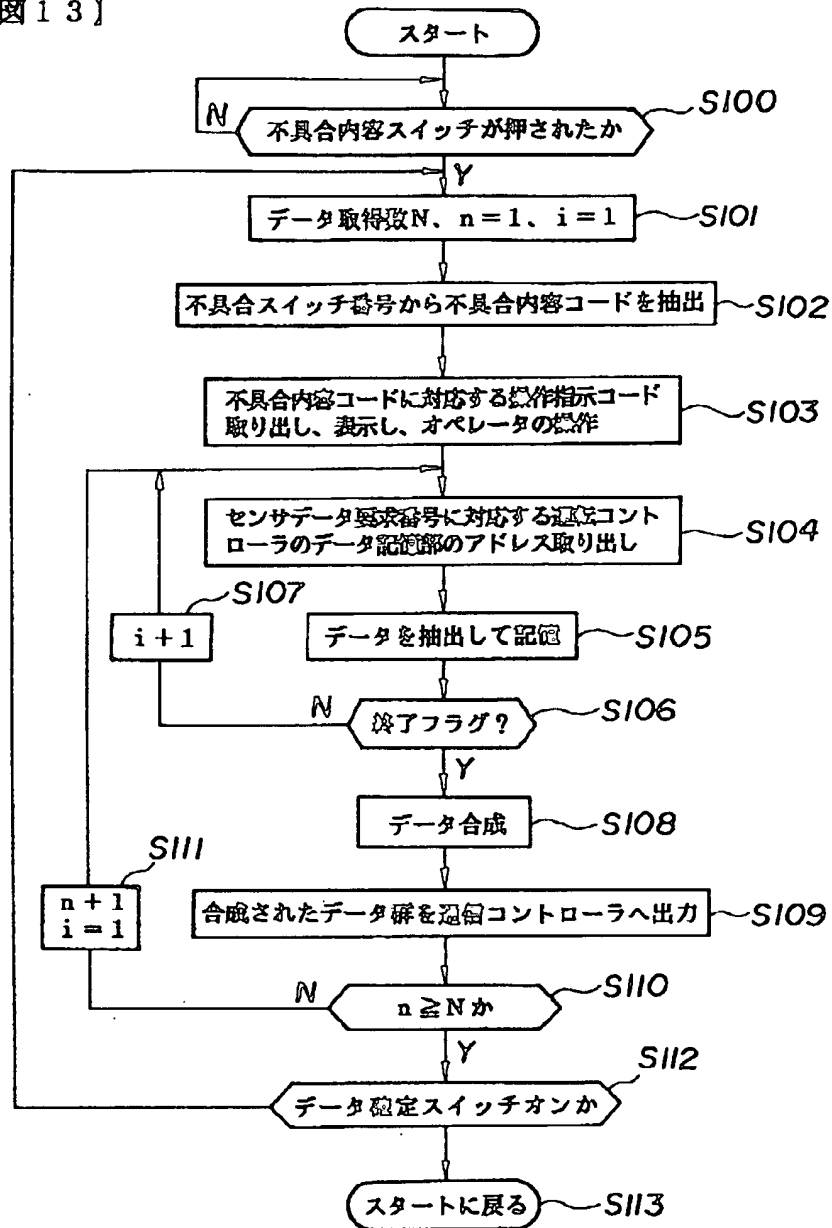 図13】
スタート
N
不具合内容スイッチが押されたか
S100
Y
データ取得数N、n=1、i=1
S101
不具合スイッチ番号から不具合内容コードを抽出
S102
不具合内容コードに対応する操作指示コード
取り出し、表示し、オペレータの操作
S103
センサデータ要求番号に対応する運転コント
ローラのデータ記憶部のアドレス取り出し
S104
S107
i+1
データを抽出して記憶
S105
N
終了フラグ?
S106
Y
データ合成
S108
S111
n+1
i=1
合成されたデータ群を通信コントローラへ出力
S109
N
n≧Nか
S110
Y
データ確定スイッチオンか
S112
スタートに戻る
S113